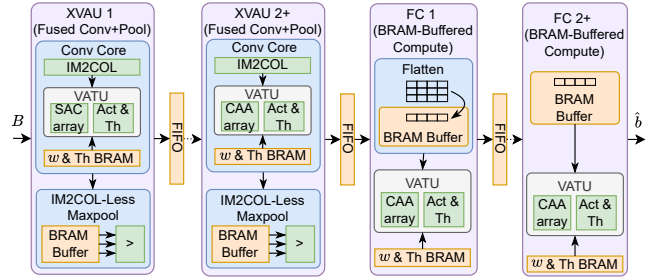 XVAU 1
(Fused Conv+Pool)
Conv Core
IM2COL
VATU
SAC
array
Act &
Th
w & Th BRAM
IM2COL-Less
Maxpool
BRAM
Buffer
>
B
FIFO
XVAU 2+
(Fused Conv+Pool)
Conv Core
IM2COL
VATU
CAA
array
Act &
Th
w & Th BRAM
IM2COL-Less
Maxpool
BRAM
Buffer
>
FIFO
FC 1
(BRAM-Buffered
Compute)
Flatten
BRAM Buffer
VATU
CAA
array
Act &
Th
w & Th BRAM
FIFO
FC 2+
(BRAM-Buffered
Compute)
BRAM
Buffer
VATU
CAA
array
Act &
Th
w & Th BRAM
b̂